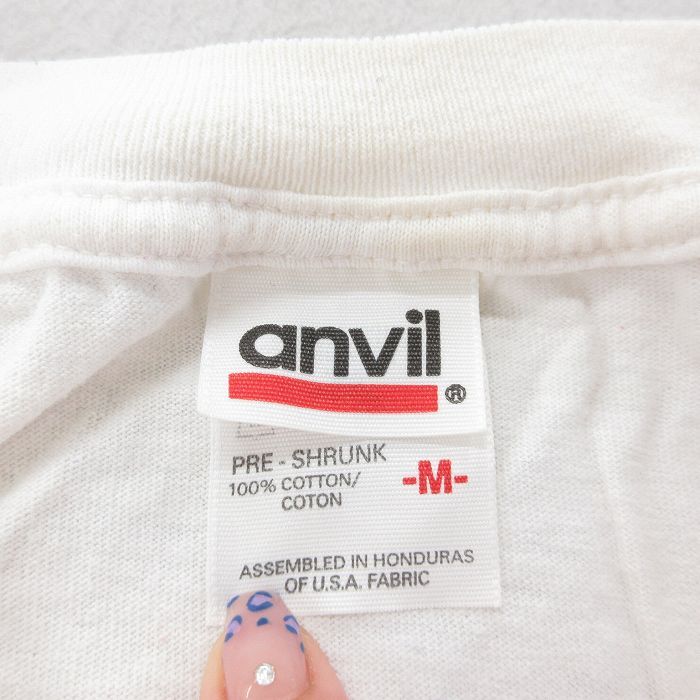 anvil
®
PRE - SHRUNK
100% COTTON/
COTON
-M-
ASSEMBLED IN HONDURAS
OF U.S.A. FABRIC